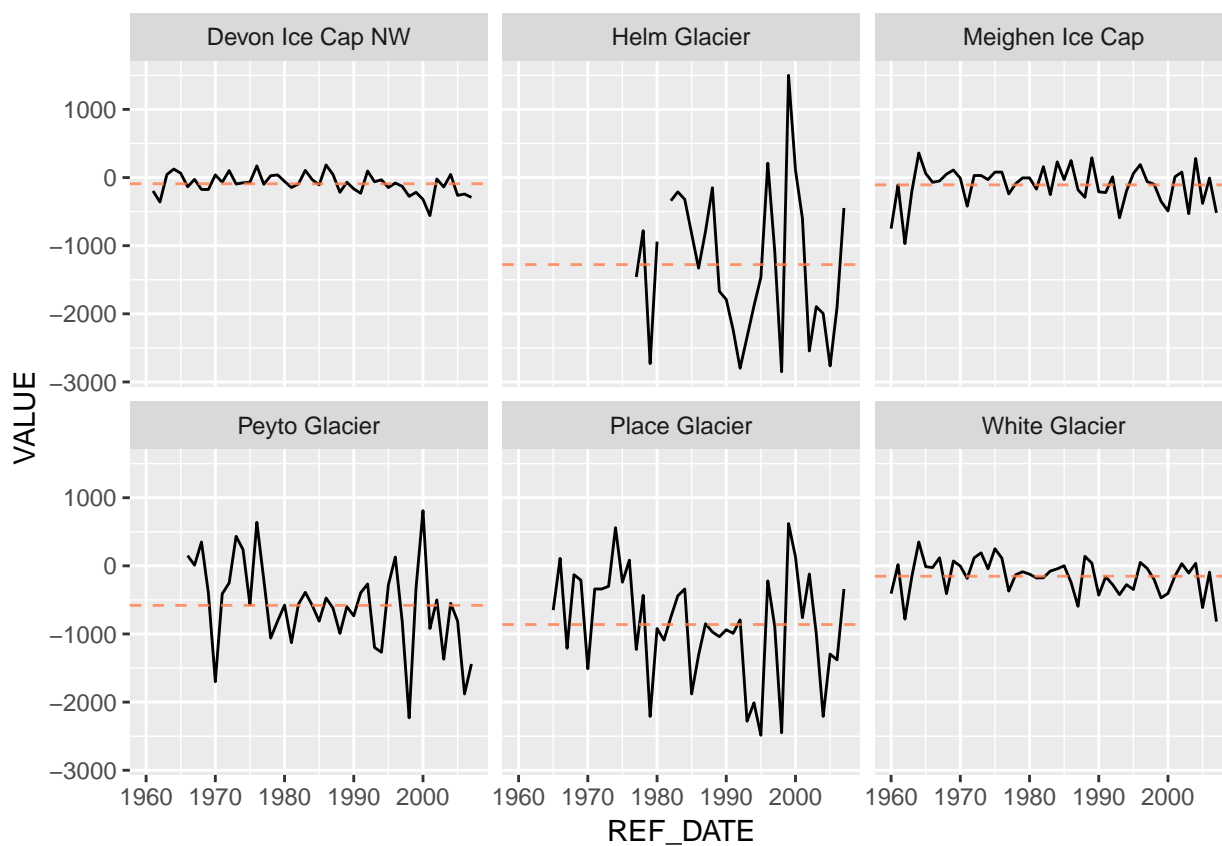 Devon Ice Cap NW
Helm Glacier
Meighen Ice Cap
1000
0
−1000
−2000
−3000
Peyto Glacier
Place Glacier
White Glacier
1000
0
−1000
−2000
−3000
1960 1970 1980 1990 2000
1960 1970 1980 1990 2000
1960 1970 1980 1990 2000
REF_DATE
VALUE